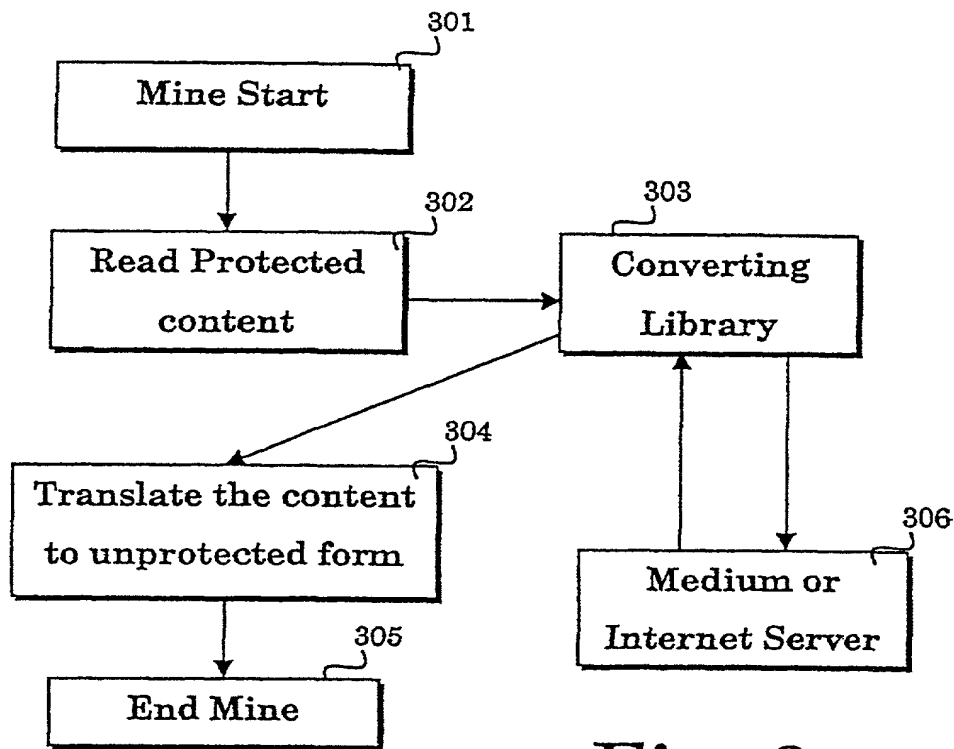 301
Mine Start
302
Read Protected
content
303
Converting
Library
304
Translate the content
to unprotected form
306
Medium or
Internet Server
305
End Mine